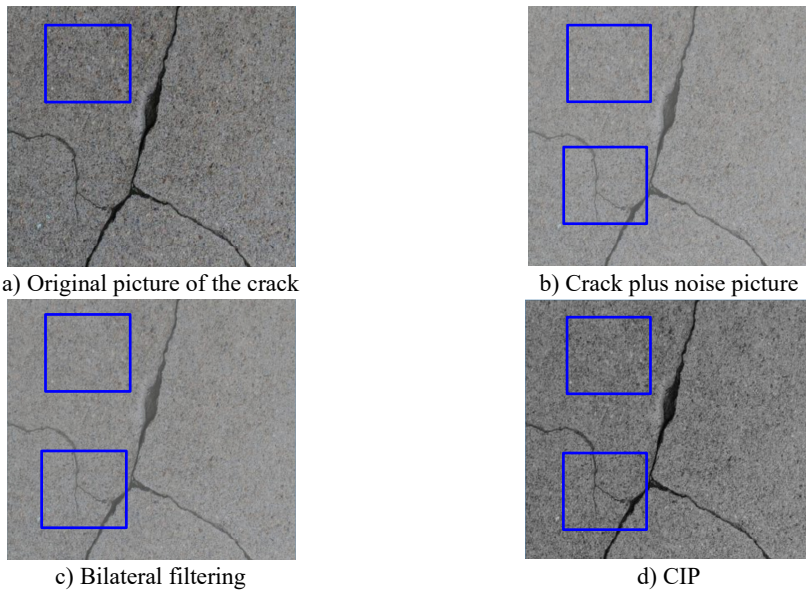 a) Original picture of the crack
b) Crack plus noise picture
c) Bilateral filtering
d) CIP